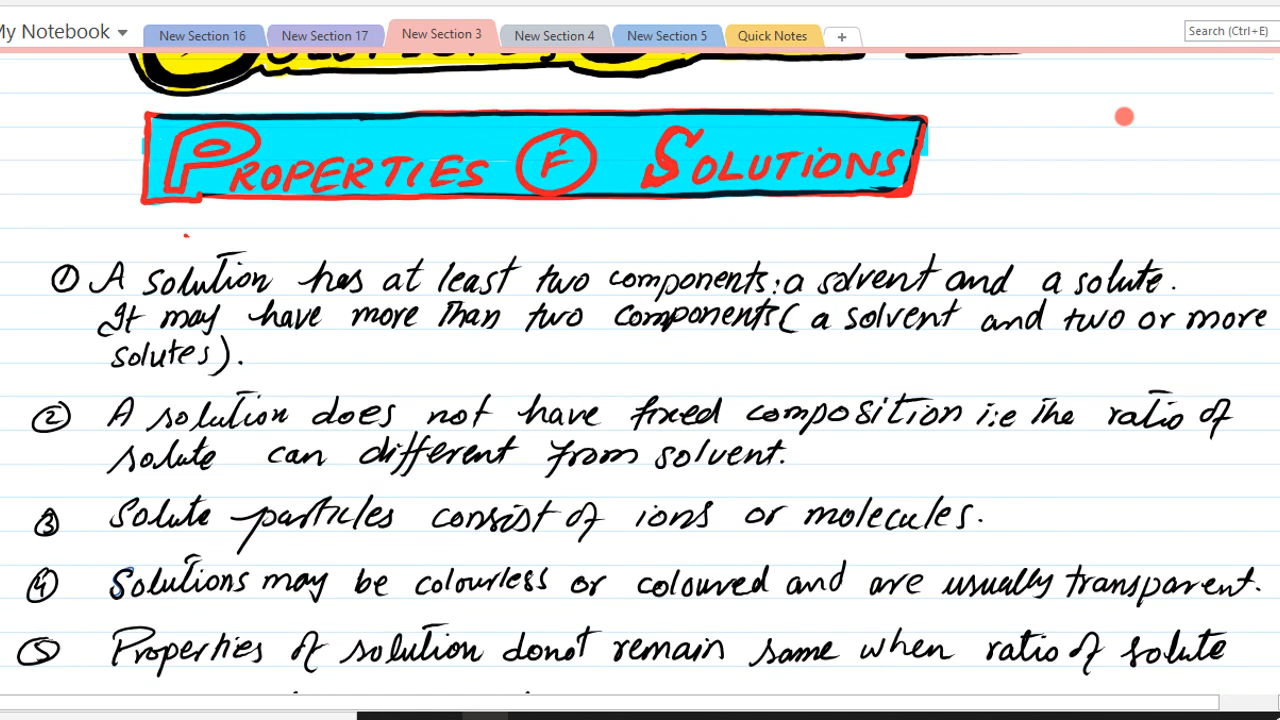 My Notebook
New Section 16
New Section 17
New Section 3
New Section 4
New Section 5
Quick Notes
+
Search (Ctrl+E)
PROPERTIES F SOLUTIONS
① A solution has at least two components: a solvent and a solute.
It may have more than two components (a solvent and two or more
solutes).
② A solution does not have fixed composition i.e the ratio of
solute can different from solvent.
③ Solute particles consist of ions or molecules.
④ Solutions may be colourless or coloured and are usually transparent.
⑤ Properties of solution donot remain same when ratio of solute